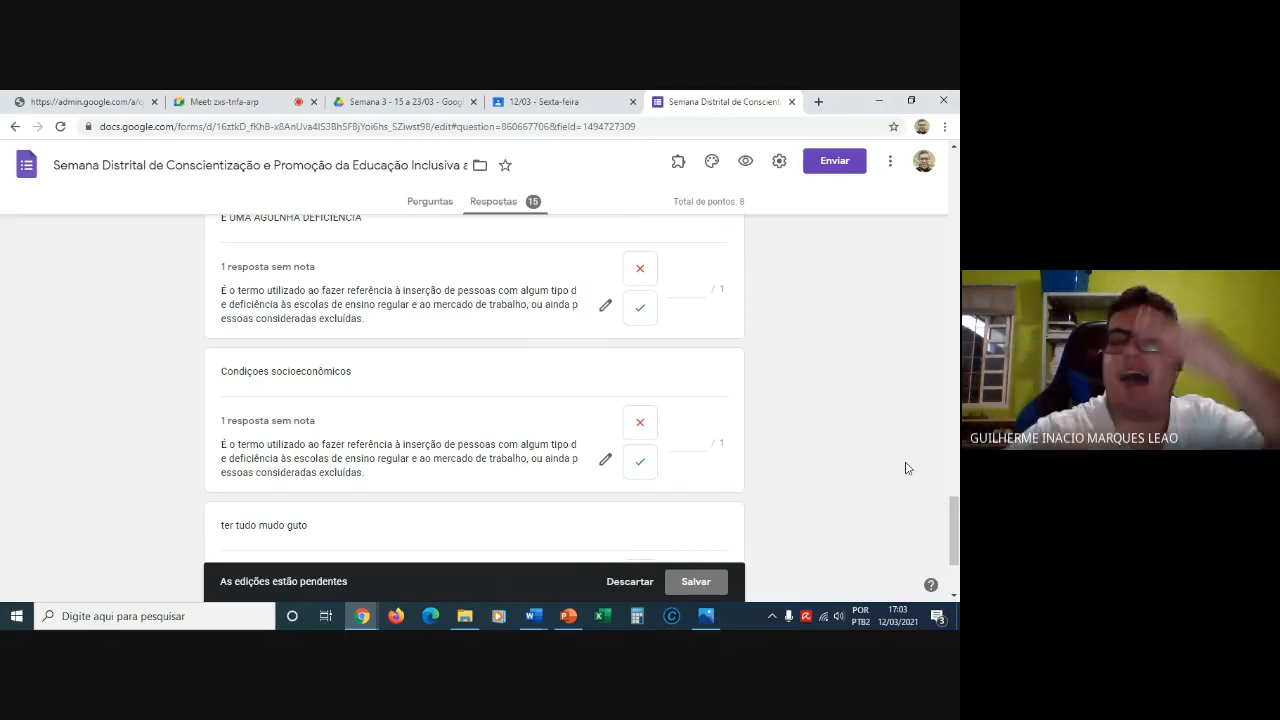 https://admin.google.com/a/c
Meet: zxs-tnfa-arp
Semana 3 - 15 a 23/03 - Googl
12/03 - Sexta-feira
Semana Distrital de Conscient
docs.google.com/forms/d/16ztkD_fKhB-x8AnUva4IS3BhSFBjYoi6hs_SZiwst98/edit#question=860667706&field=1494727309
Semana Distrital de Conscientização e Promoção da Educação Inclusiva a
Enviar
Perguntas
Respostas 15
Total de pontos: 8
E UMA AGULNHA DEFICIENCIA
1 resposta sem nota
É o termo utilizado ao fazer referência à inserção de pessoas com algum tipo d
e deficiência às escolas de ensino regular e ao mercado de trabalho, ou ainda p
essoas consideradas excluídas.
/ 1
Condiçoes socioeconômicos
1 resposta sem nota
É o termo utilizado ao fazer referência à inserção de pessoas com algum tipo d
e deficiência às escolas de ensino regular e ao mercado de trabalho, ou ainda p
essoas consideradas excluídas.
/ 1
ter tudo mudo guto
As edições estão pendentes
Descartar
Salvar
GUILHERME INACIO MARQUES LEAO
Digite aqui para pesquisar
POR
PTB2
17:03
12/03/2021
3